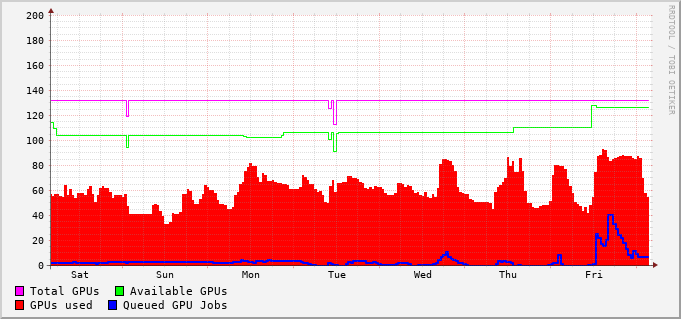 200
180
160
140
120
100
80
60
40
20
0
Sat Sun Mon Tue Wed Thu Fri
Total GPUs Available GPUs
GPUs used Queued GPU Jobs
RRDTOOL / TOBI OETIKER